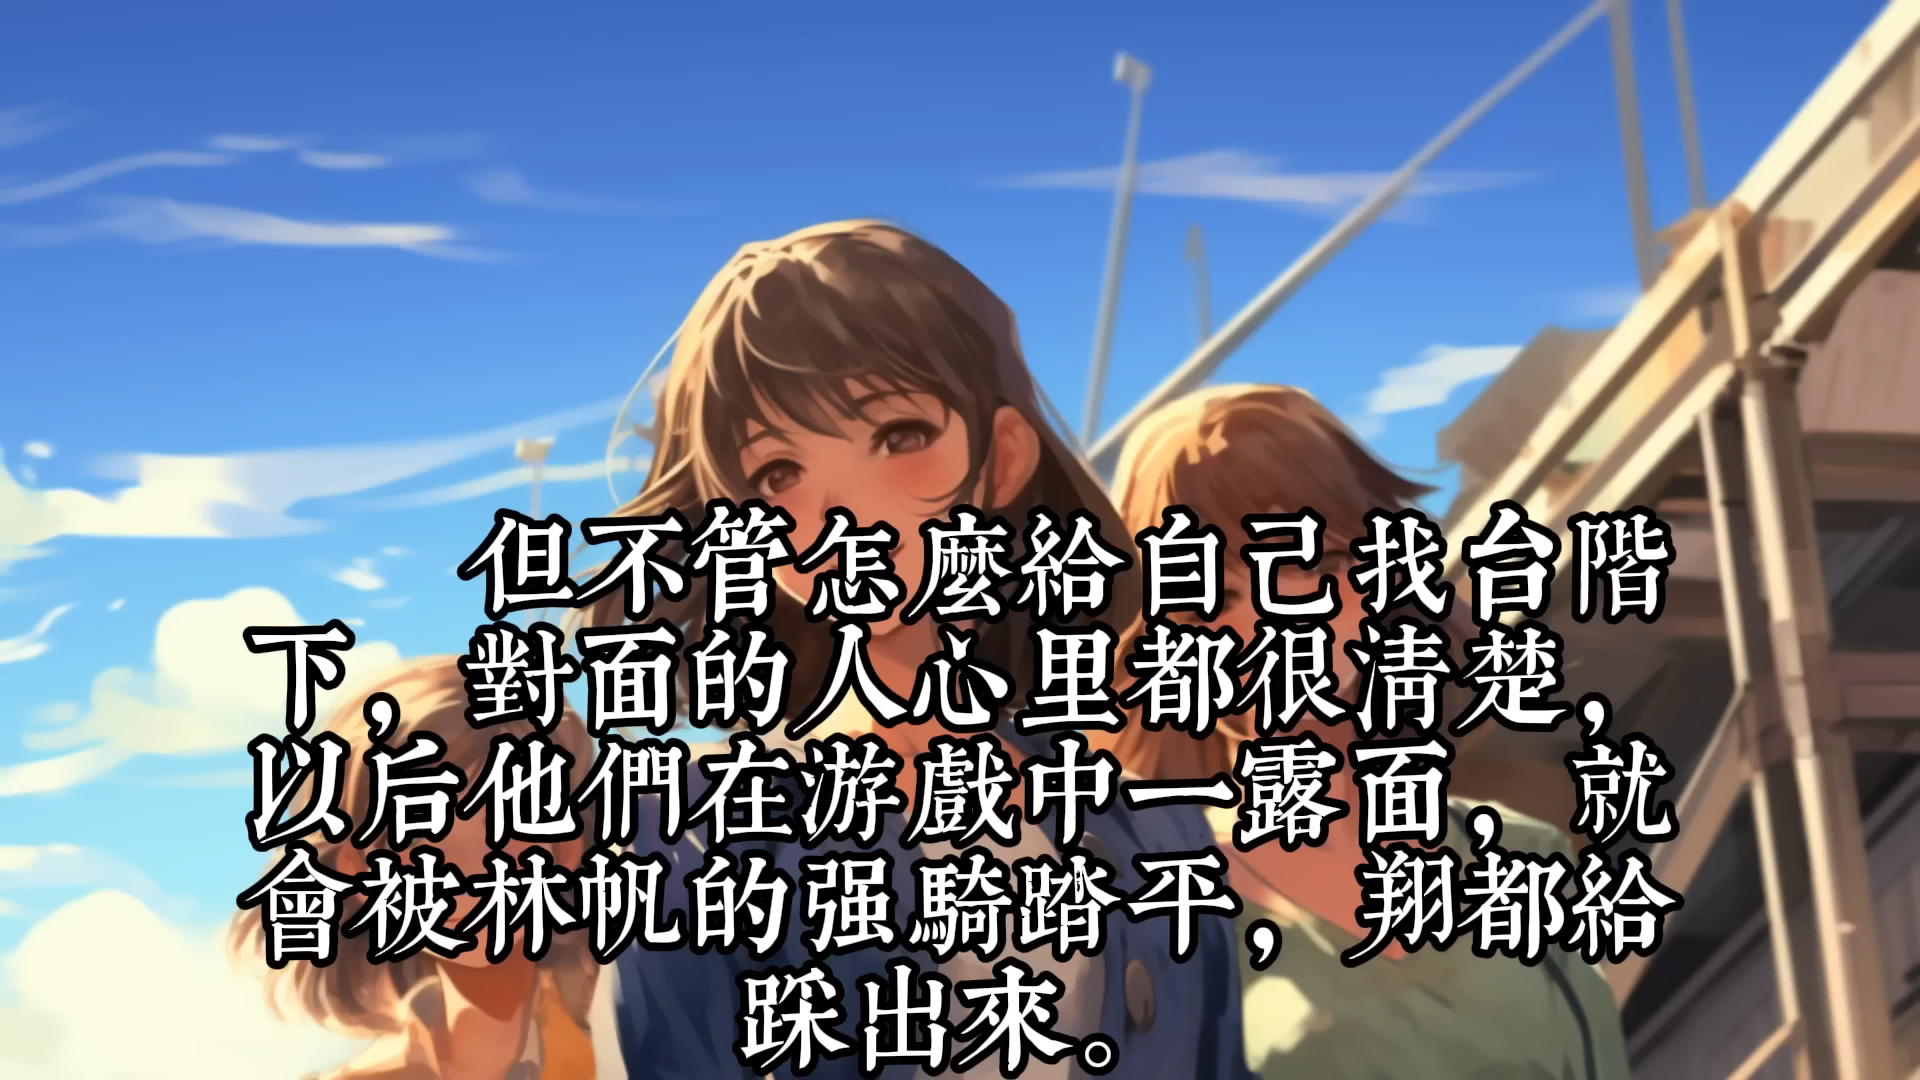 但不管怎麼給自己找台階
下，對面的人心里都很清楚，
以后他們在游戲中一露面，就
會被林帆的强騎踏平，翔都給
踩出來。